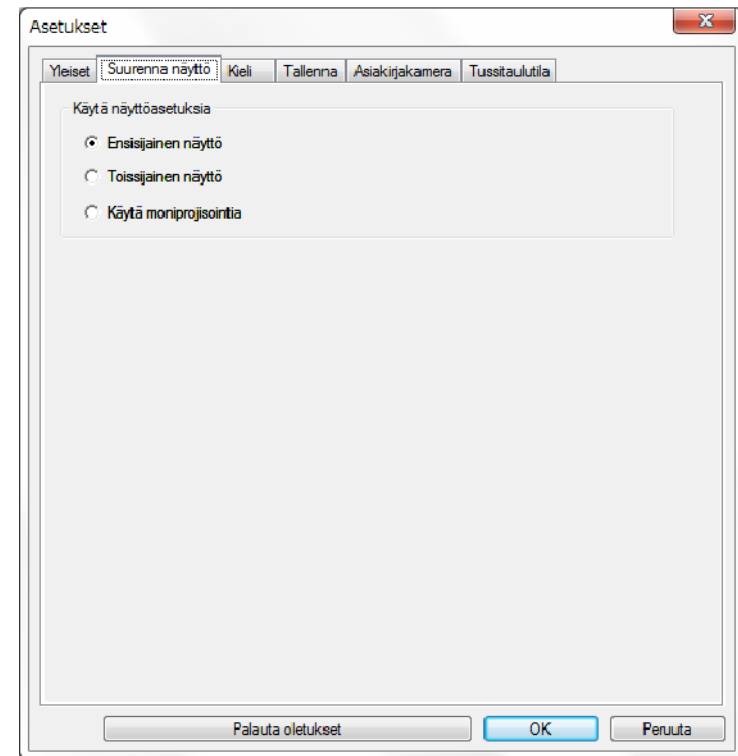 Asetukset
Yleiset Suurenna näyttö Kieli Tallenna Asiakirjakamera Tussitaulutila
Käytä näyttöasetuksia
Ensisijainen näyttö
Toissijainen näyttö
Käytä moniprojisointia
Palauta oletukset OK Peruuta